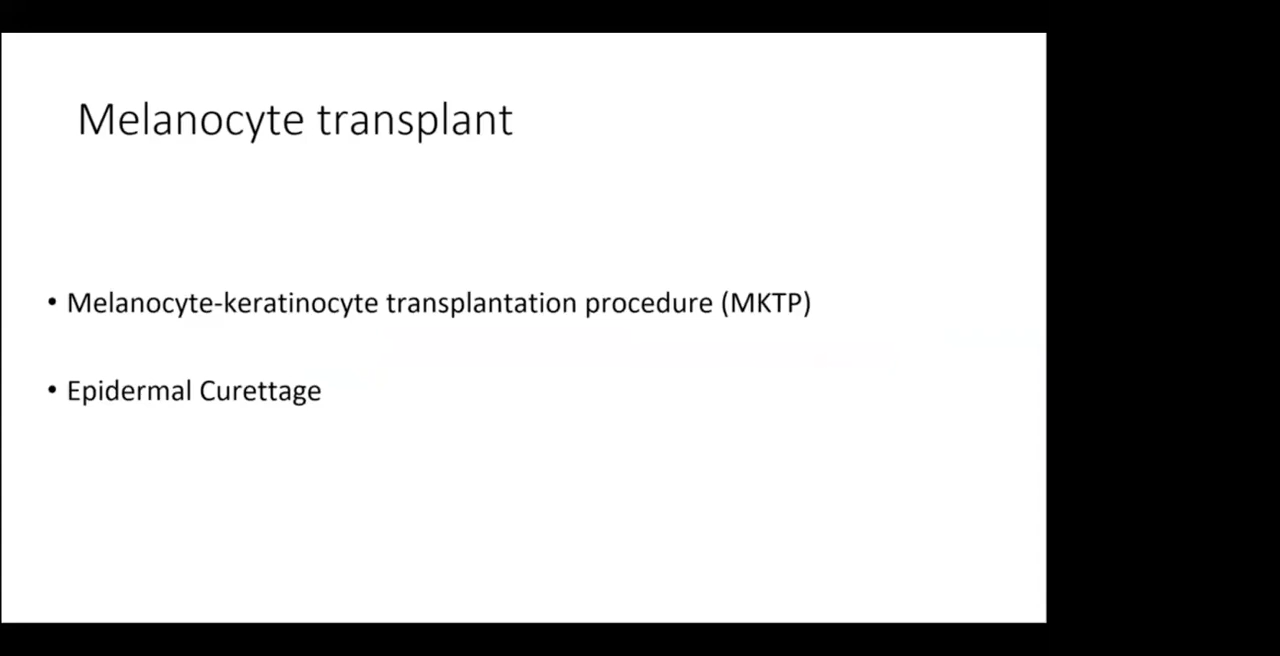 Melanocyte transplant
• Melanocyte-keratinocyte transplantation procedure (MKTP)
• Epidermal Curettage